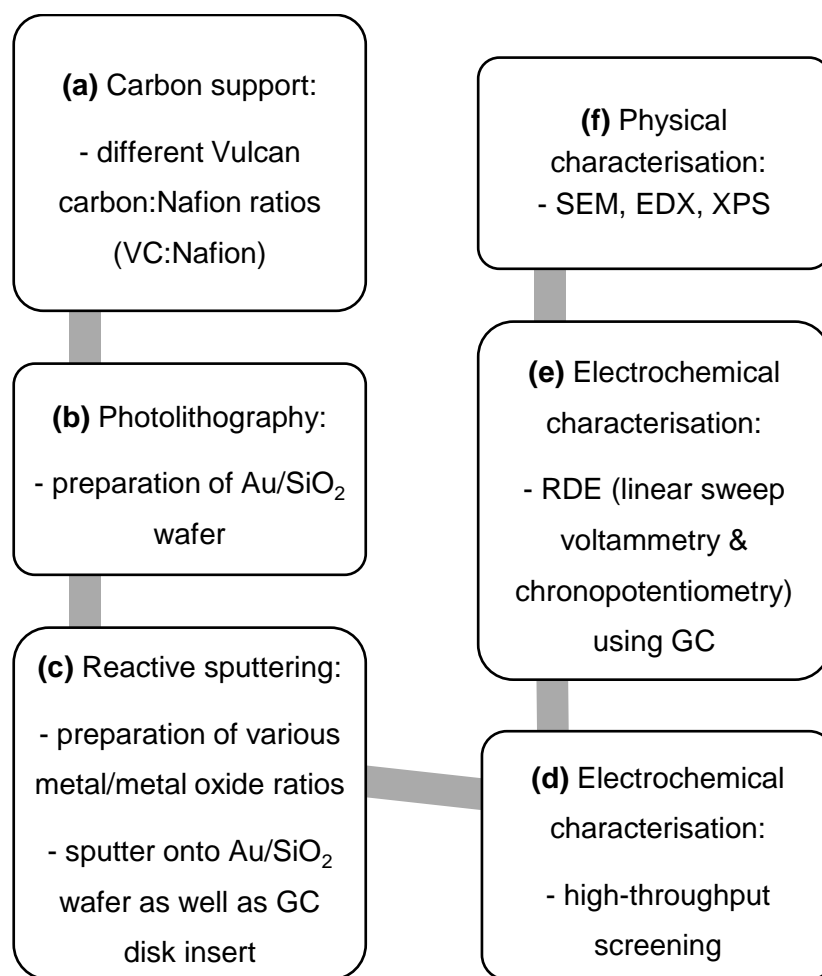 (a) Carbon support:
- different Vulcan
carbon:Nafion ratios
(VC:Nafion)
(b) Photolithography:
- preparation of Au/SiO₂
wafer
(c) Reactive sputtering:
- preparation of various
metal/metal oxide ratios
- sputter onto Au/SiO₂
wafer as well as GC
disk insert
(d) Electrochemical
characterisation:
- high-throughput
screening
(e) Electrochemical
characterisation:
- RDE (linear sweep
voltammetry &
chronopotentiometry)
using GC
(f) Physical
characterisation:
- SEM, EDX, XPS